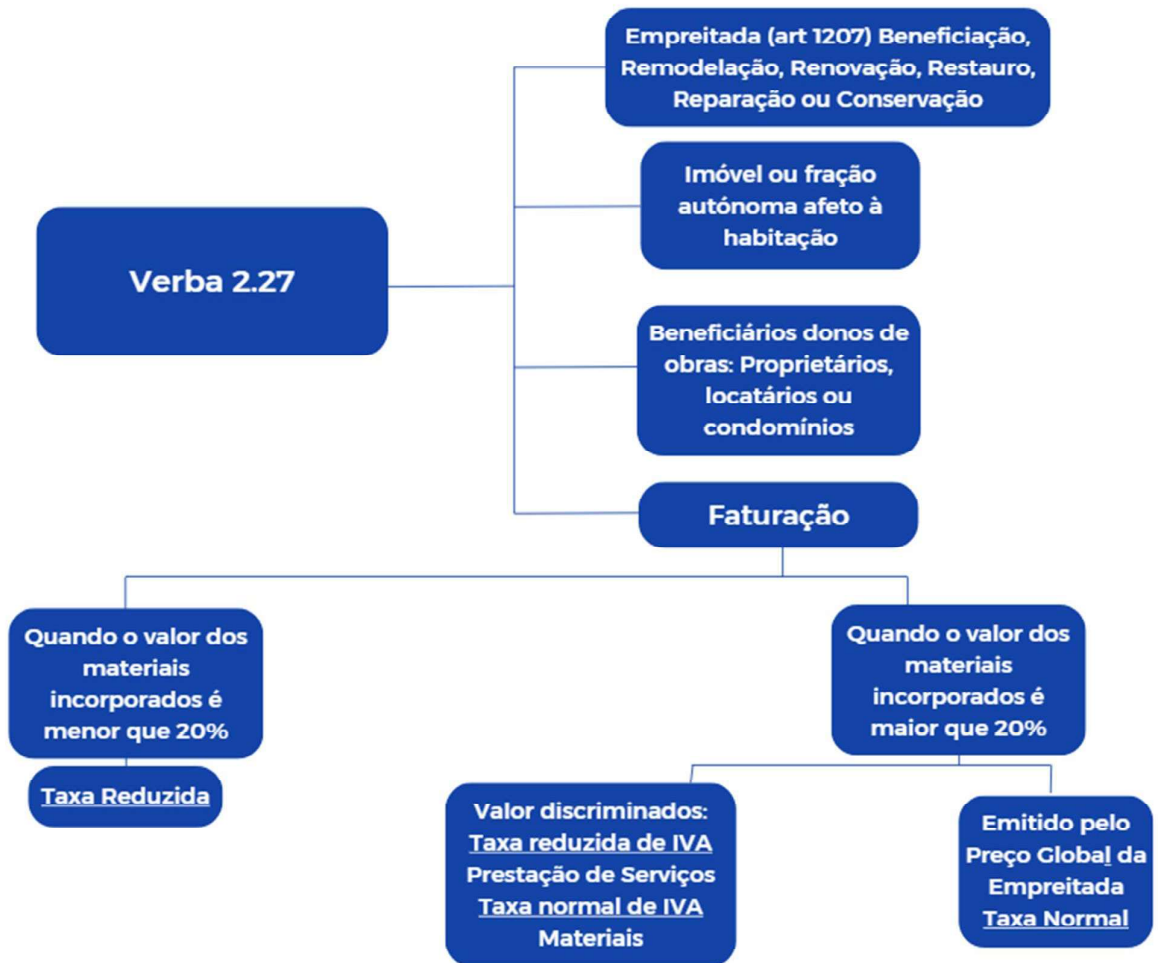 Empreitada (art 1207) Beneficiação,
Remodelação, Renovação, Restauro,
Reparação ou Conservação
Imóvel ou fração
autónoma afeto à
habitação
Verba 2.27
Beneficiários donos de
obras: Proprietários,
locatários ou
condomínios
Faturação
Quando o valor dos
materiais
incorporados é
menor que 20%
Taxa Reduzida
Quando o valor dos
materiais
incorporados é
maior que 20%
Valor discriminados:
Taxa reduzida de IVA
Prestação de Serviços
Taxa normal de IVA
Materiais
Emitido pelo
Preço Global da
Empreitada
Taxa Normal